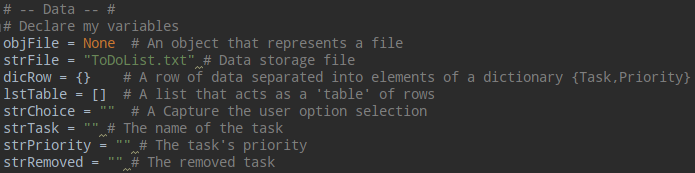 # -- Data -- #
# Declare my variables
objFile = None  # An object that represents a file
strFile = "ToDoList.txt" # Data storage file
dicRow = {}    # A row of data separated into elements of a dictionary {Task,Priority}
lstTable = []  # A list that acts as a 'table' of rows
strChoice = ""  # A Capture the user option selection
strTask = "" # The name of the task
strPriority = "" # The task's priority
strRemoved = "" # The removed task